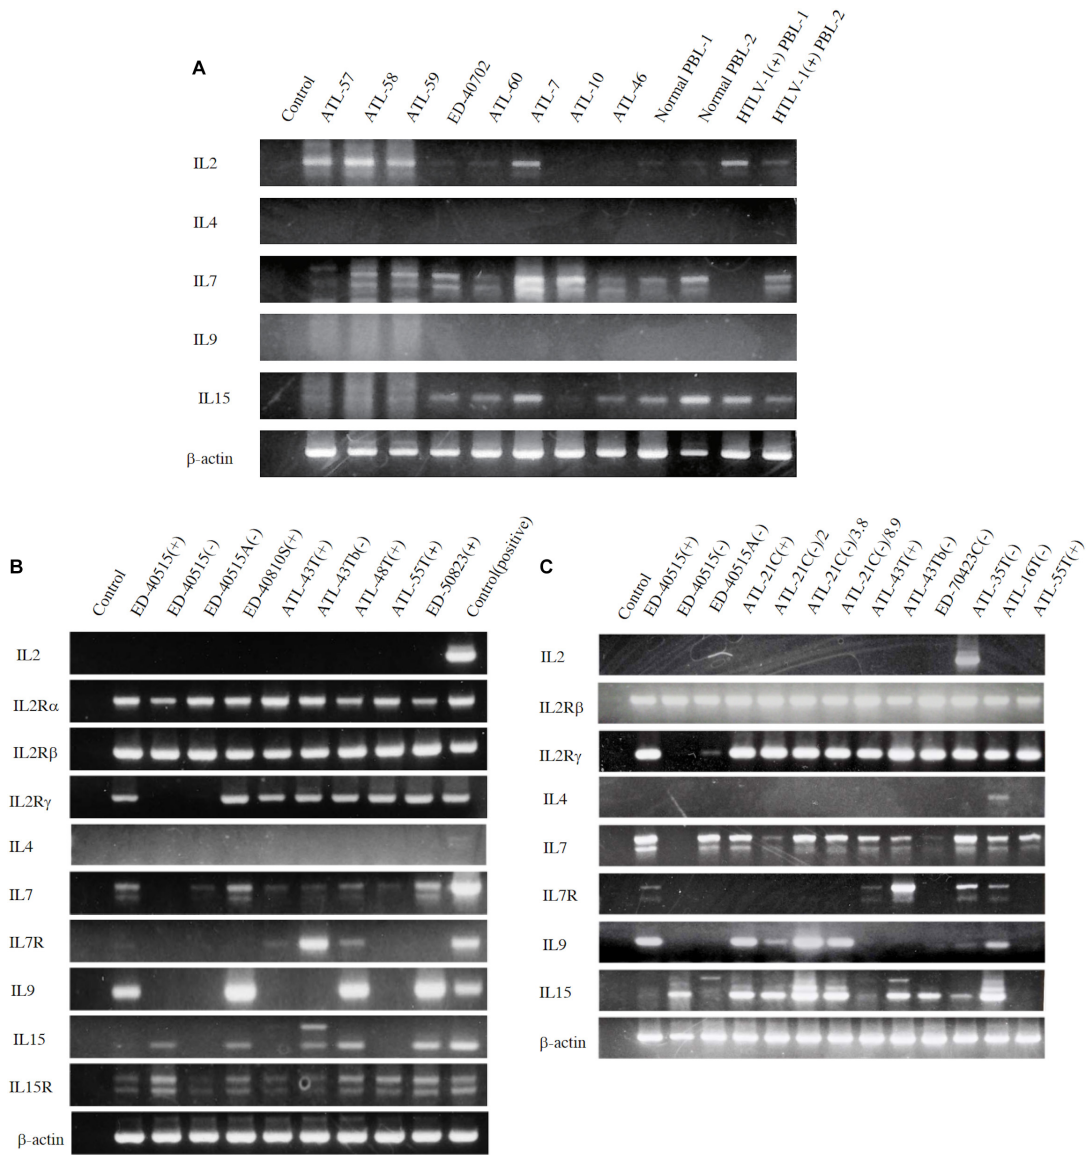 A
Control
ATL-57
ATL-58
ATL-59
ED-40702
ATL-60
ATL-7
ATL-10
ATL-46
Normal PBL-1
Normal PBL-2
HTLV-1(+) PBL-1
HTLV-1(+) PBL-2
IL2
IL4
IL7
IL9
IL15
β-actin
B
Control
ED-40515(+)
ED-40515(-)
ED-40515A(-)
ED-40810S(+)
ATL-43T(+)
ATL-43Tb(-)
ATL-48T(+)
ATL-55T(+)
ED-50823(+)
Control(positive)
IL2
IL2Rα
IL2Rβ
IL2Rγ
IL4
IL7
IL7R
IL9
IL15
IL15R
β-actin
C
Control
ED-40515(+)
ED-40515(-)
ED-40515A(-)
ATL-21C(+)
ATL-21C(-)/2
ATL-21C(-)/3.8
ATL-21C(-)/8.9
ATL-43T(+)
ATL-43Tb(-)
ED-70423C(-)
ATL-35T(-)
ATL-16T(-)
ATL-55T(+)
IL2
IL2Rβ
IL2Rγ
IL4
IL7
IL7R
IL9
IL15
β-actin